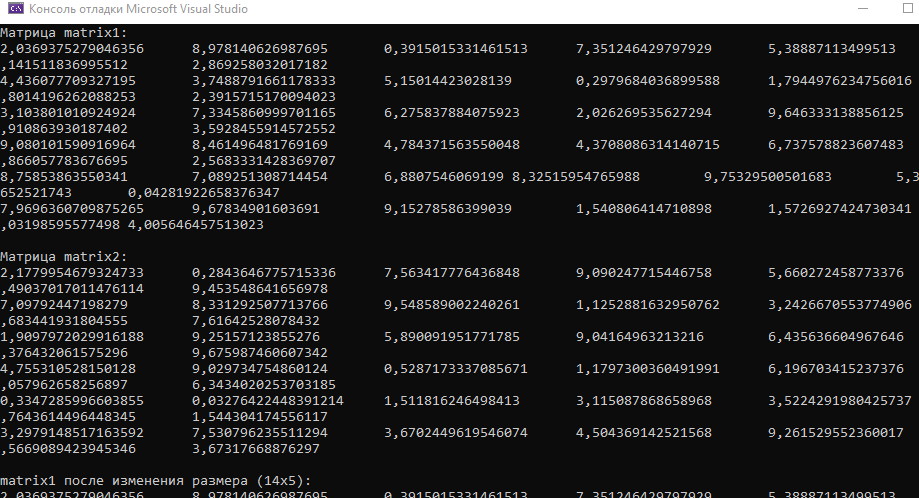 Консоль отладки Microsoft Visual Studio
Матрица matrix1:
2,0369375279046356 8,978140626987695 0,3915015331461513 7,351246429797929 5,38887113499513
,141511836995512 2,869258032017182
4,436077709327195 3,7488791661178333 5,15014423028139 0,2979684036899588 1,7944976234756016
,8014196262088253 2,3915715170094023
3,103801010924924 7,3345860999701165 6,275837884075923 2,026269535627294 9,646333138856125
,910863930187402 3,5928455914572552
9,080101590916964 8,461496481769169 4,784371563550048 4,3708086314140715 6,737578823607483
,866057783676695 2,5683331428369707
8,75853863550341 7,089251308714454 6,8807546069199 8,32515954765988 9,75329500501683 5,3
652521743 0,04281922658376347
7,9696360709875265 9,67834901603691 9,15278586399039 1,540806414710898 1,5726927424730341
,03198595577498 4,005646457513023
Матрица matrix2:
2,1779954679324733 0,2843646775715336 7,563417776436848 9,090247715446758 5,660272458773376
,49037017011476114 9,453548641656978
7,09792447198279 8,331292507713766 9,548589002240261 1,1252881632950762 3,2426670553774906
,683441931804555 7,61642528078432
1,9097972029916188 9,25157123855276 5,890091951771785 9,04164963213216 6,435636604967646
,376432061575296 9,675987460607342
4,755310528150128 9,029734754860124 0,5287173337085671 1,1797300360491991 6,196703415237376
,057962658256897 6,3434020253703185
0,3347285996603855 0,03276422448391214 1,511816246498413 3,115087868658968 3,5224291980425737
,7643614496448345 1,544304174556117
3,2979148517163592 7,530796235511294 3,6702449619546074 4,504369142521568 9,261529552360017
,5669089423945346 3,67317668876297
matrix1 после изменения размера (14x5):
2,0369375279046356 8,978140626987695 0,3915015331461513 7,351246429797929 5,38887113499513